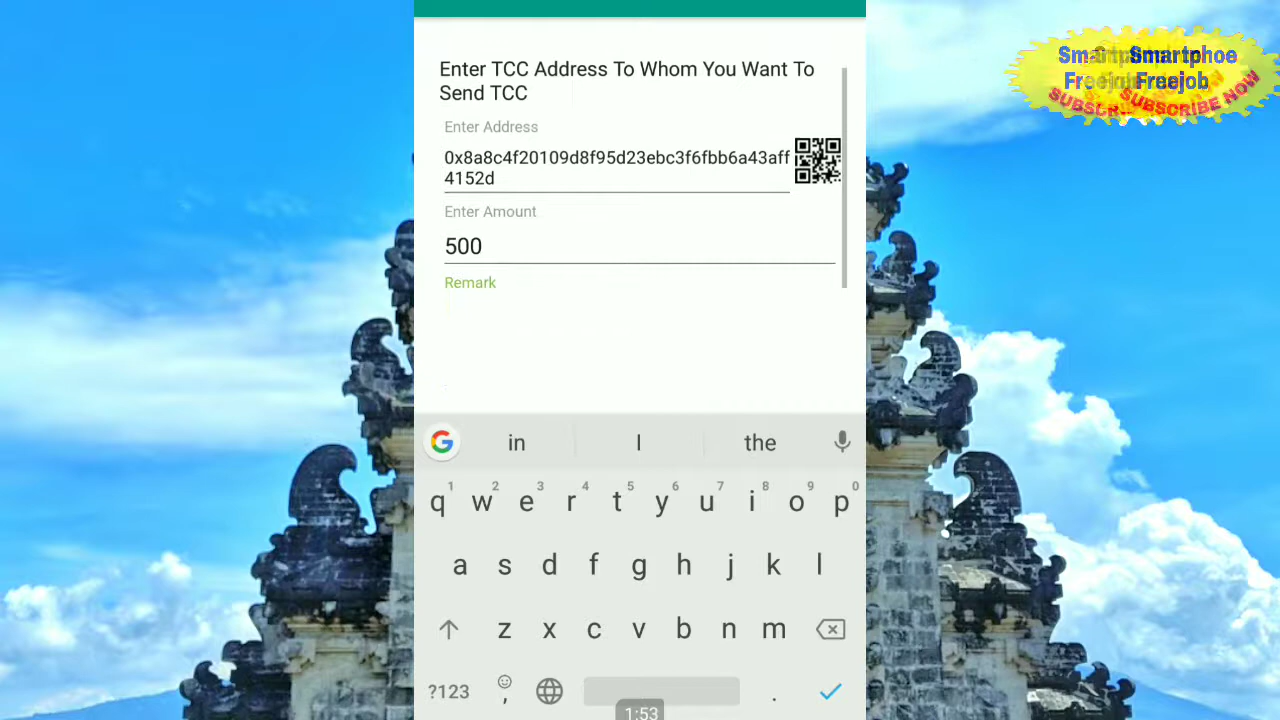 Enter TCC Address To Whom You Want To
Send TCC
Enter Address
0x8a8c4f20109d8f95d23ebc3f6fbb6a43aff
4152d
Enter Amount
500
Remark
in I the
1 2 3 4 5 6 7 8 9 0
q w e r t y u i o p
a s d f g h j k l
z x c v b n m
?123 , .
1:53
Smartphoe
Freejob
SUBSCRIBE NOW